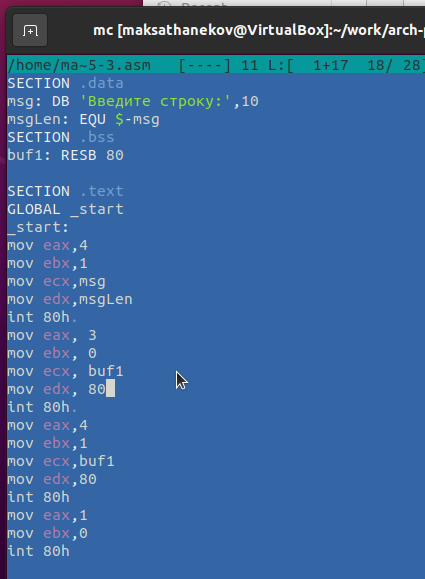 Recent
mc [maksathanekov@VirtualBox]:~/work/arch-
/home/ma~5-3.asm [----] 11 L:[ 1+17 18/ 28]
SECTION .data
msg: DB 'Введите строку:',10
msgLen: EQU $-msg
SECTION .bss
buf1: RESB 80
SECTION .text
GLOBAL _start
_start:
mov eax,4
mov ebx,1
mov ecx,msg
mov edx,msgLen
int 80h.
mov eax, 3
mov ebx, 0
mov ecx, buf1
mov edx, 80
int 80h.
mov eax,4
mov ebx,1
mov ecx,buf1
mov edx,80
int 80h
mov eax,1
mov ebx,0
int 80h